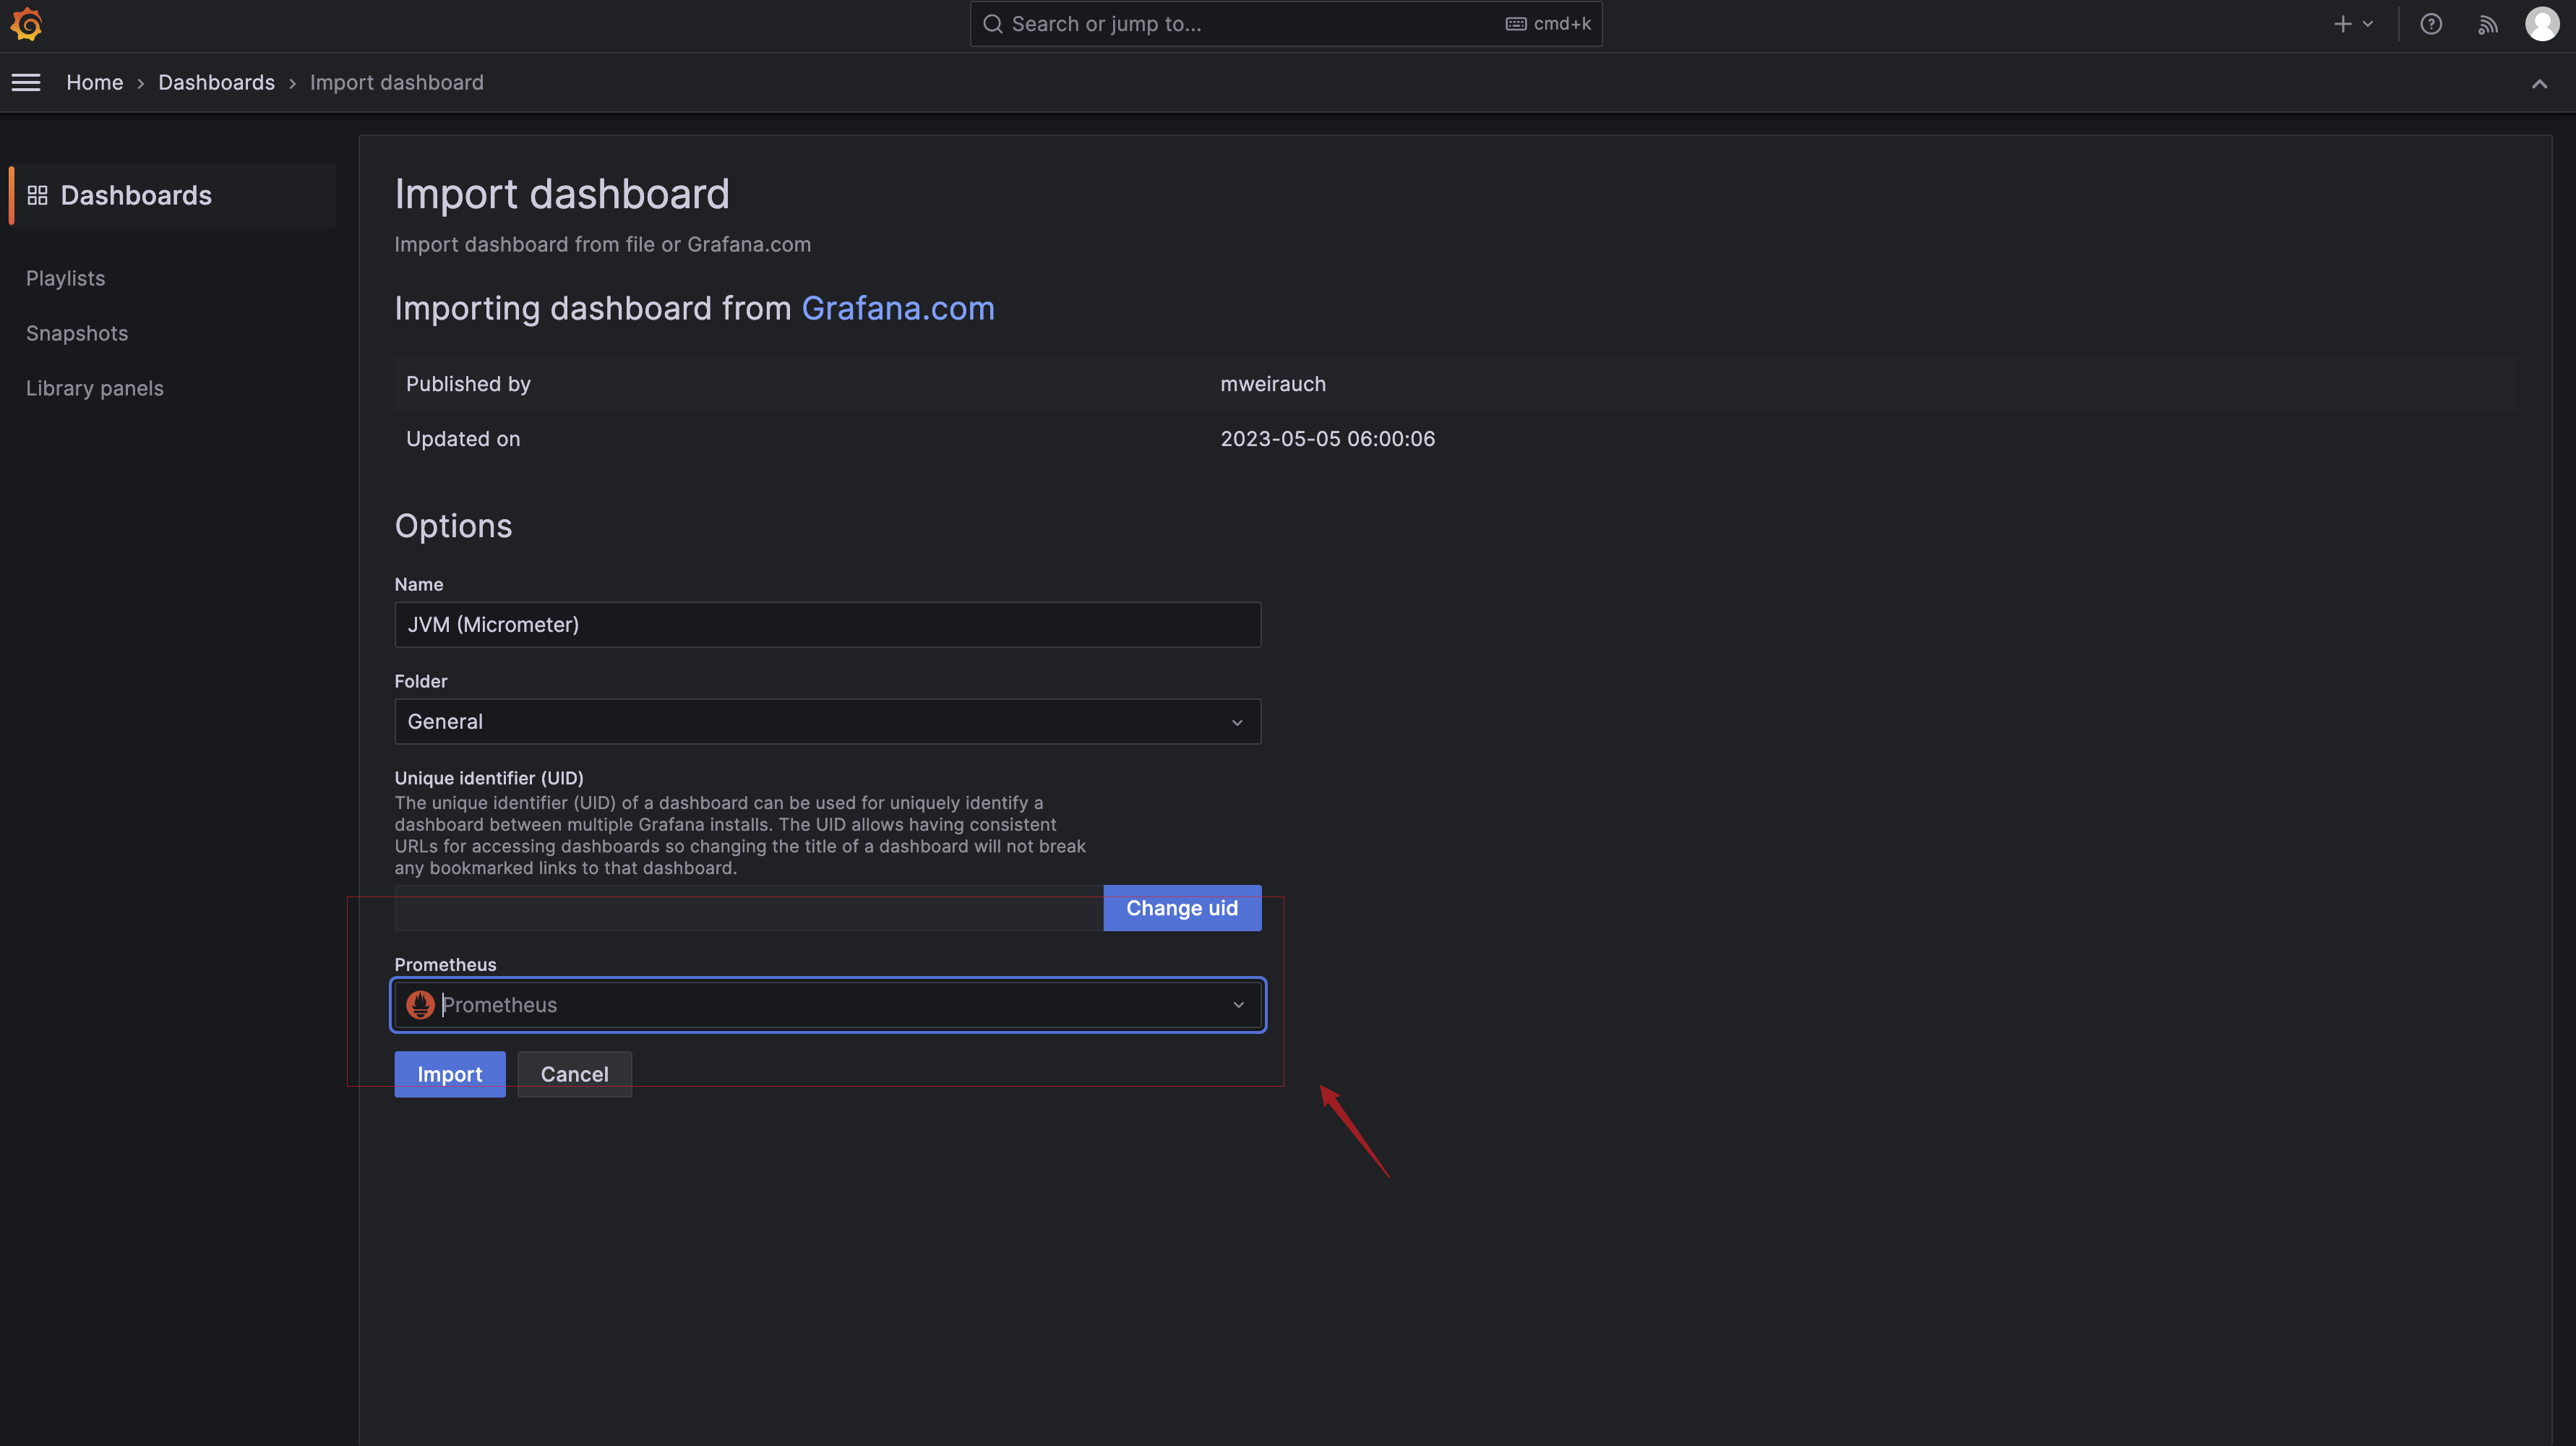 Search or jump to...
cmd+k
Home › Dashboards › Import dashboard
Dashboards
Playlists
Snapshots
Library panels
Import dashboard
Import dashboard from file or Grafana.com
Importing dashboard from Grafana.com
Published by mweirauch
Updated on 2023-05-05 06:00:06
Options
Name
JVM (Micrometer)
Folder
General
Unique identifier (UID)
The unique identifier (UID) of a dashboard can be used for uniquely identify a
dashboard between multiple Grafana installs. The UID allows having consistent
URLs for accessing dashboards so changing the title of a dashboard will not break
any bookmarked links to that dashboard.
Change uid
Prometheus
Prometheus
Import Cancel